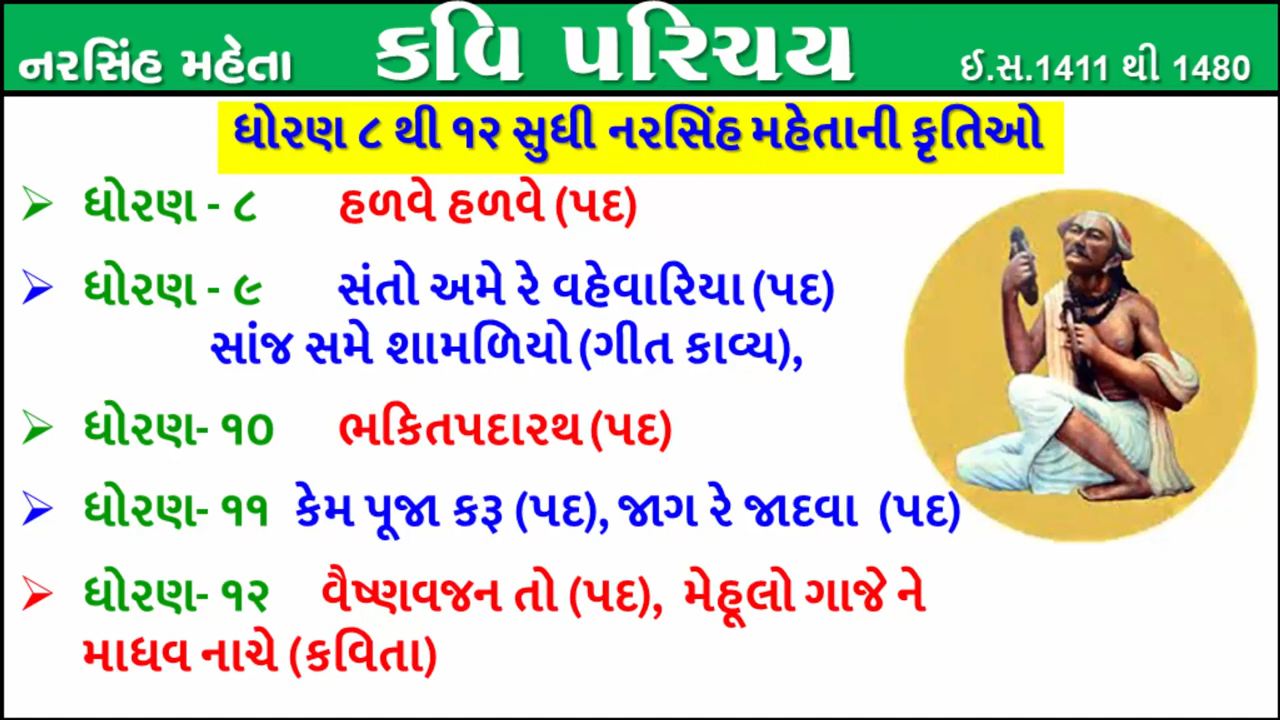 નરસિંહ મહેતા કવિ પરિચય ઈ.સ.1411 થી 1480
ધોરણ ૮ થી ૧૨ સુધી નરસિંહ મહેતાની કૃતિઓ
ધોરણ - ૮ હળવે હળવે (પદ)
ધોરણ - ૯ સંતો અમે રે વહેવારિયા (પદ)
સાંજ સમે શામળિયો (ગીત કાવ્ય),
ધોરણ- ૧૦ ભકિતપદારથ (પદ)
ધોરણ- ૧૧ કેમ પૂજા કરૂ (પદ), જાગ રે જાદવા (પદ)
ધોરણ- ૧૨ વૈષ્ણવજન તો (પદ), મેહૂલો ગાજે ને
માધવ નાચે (કવિતા)